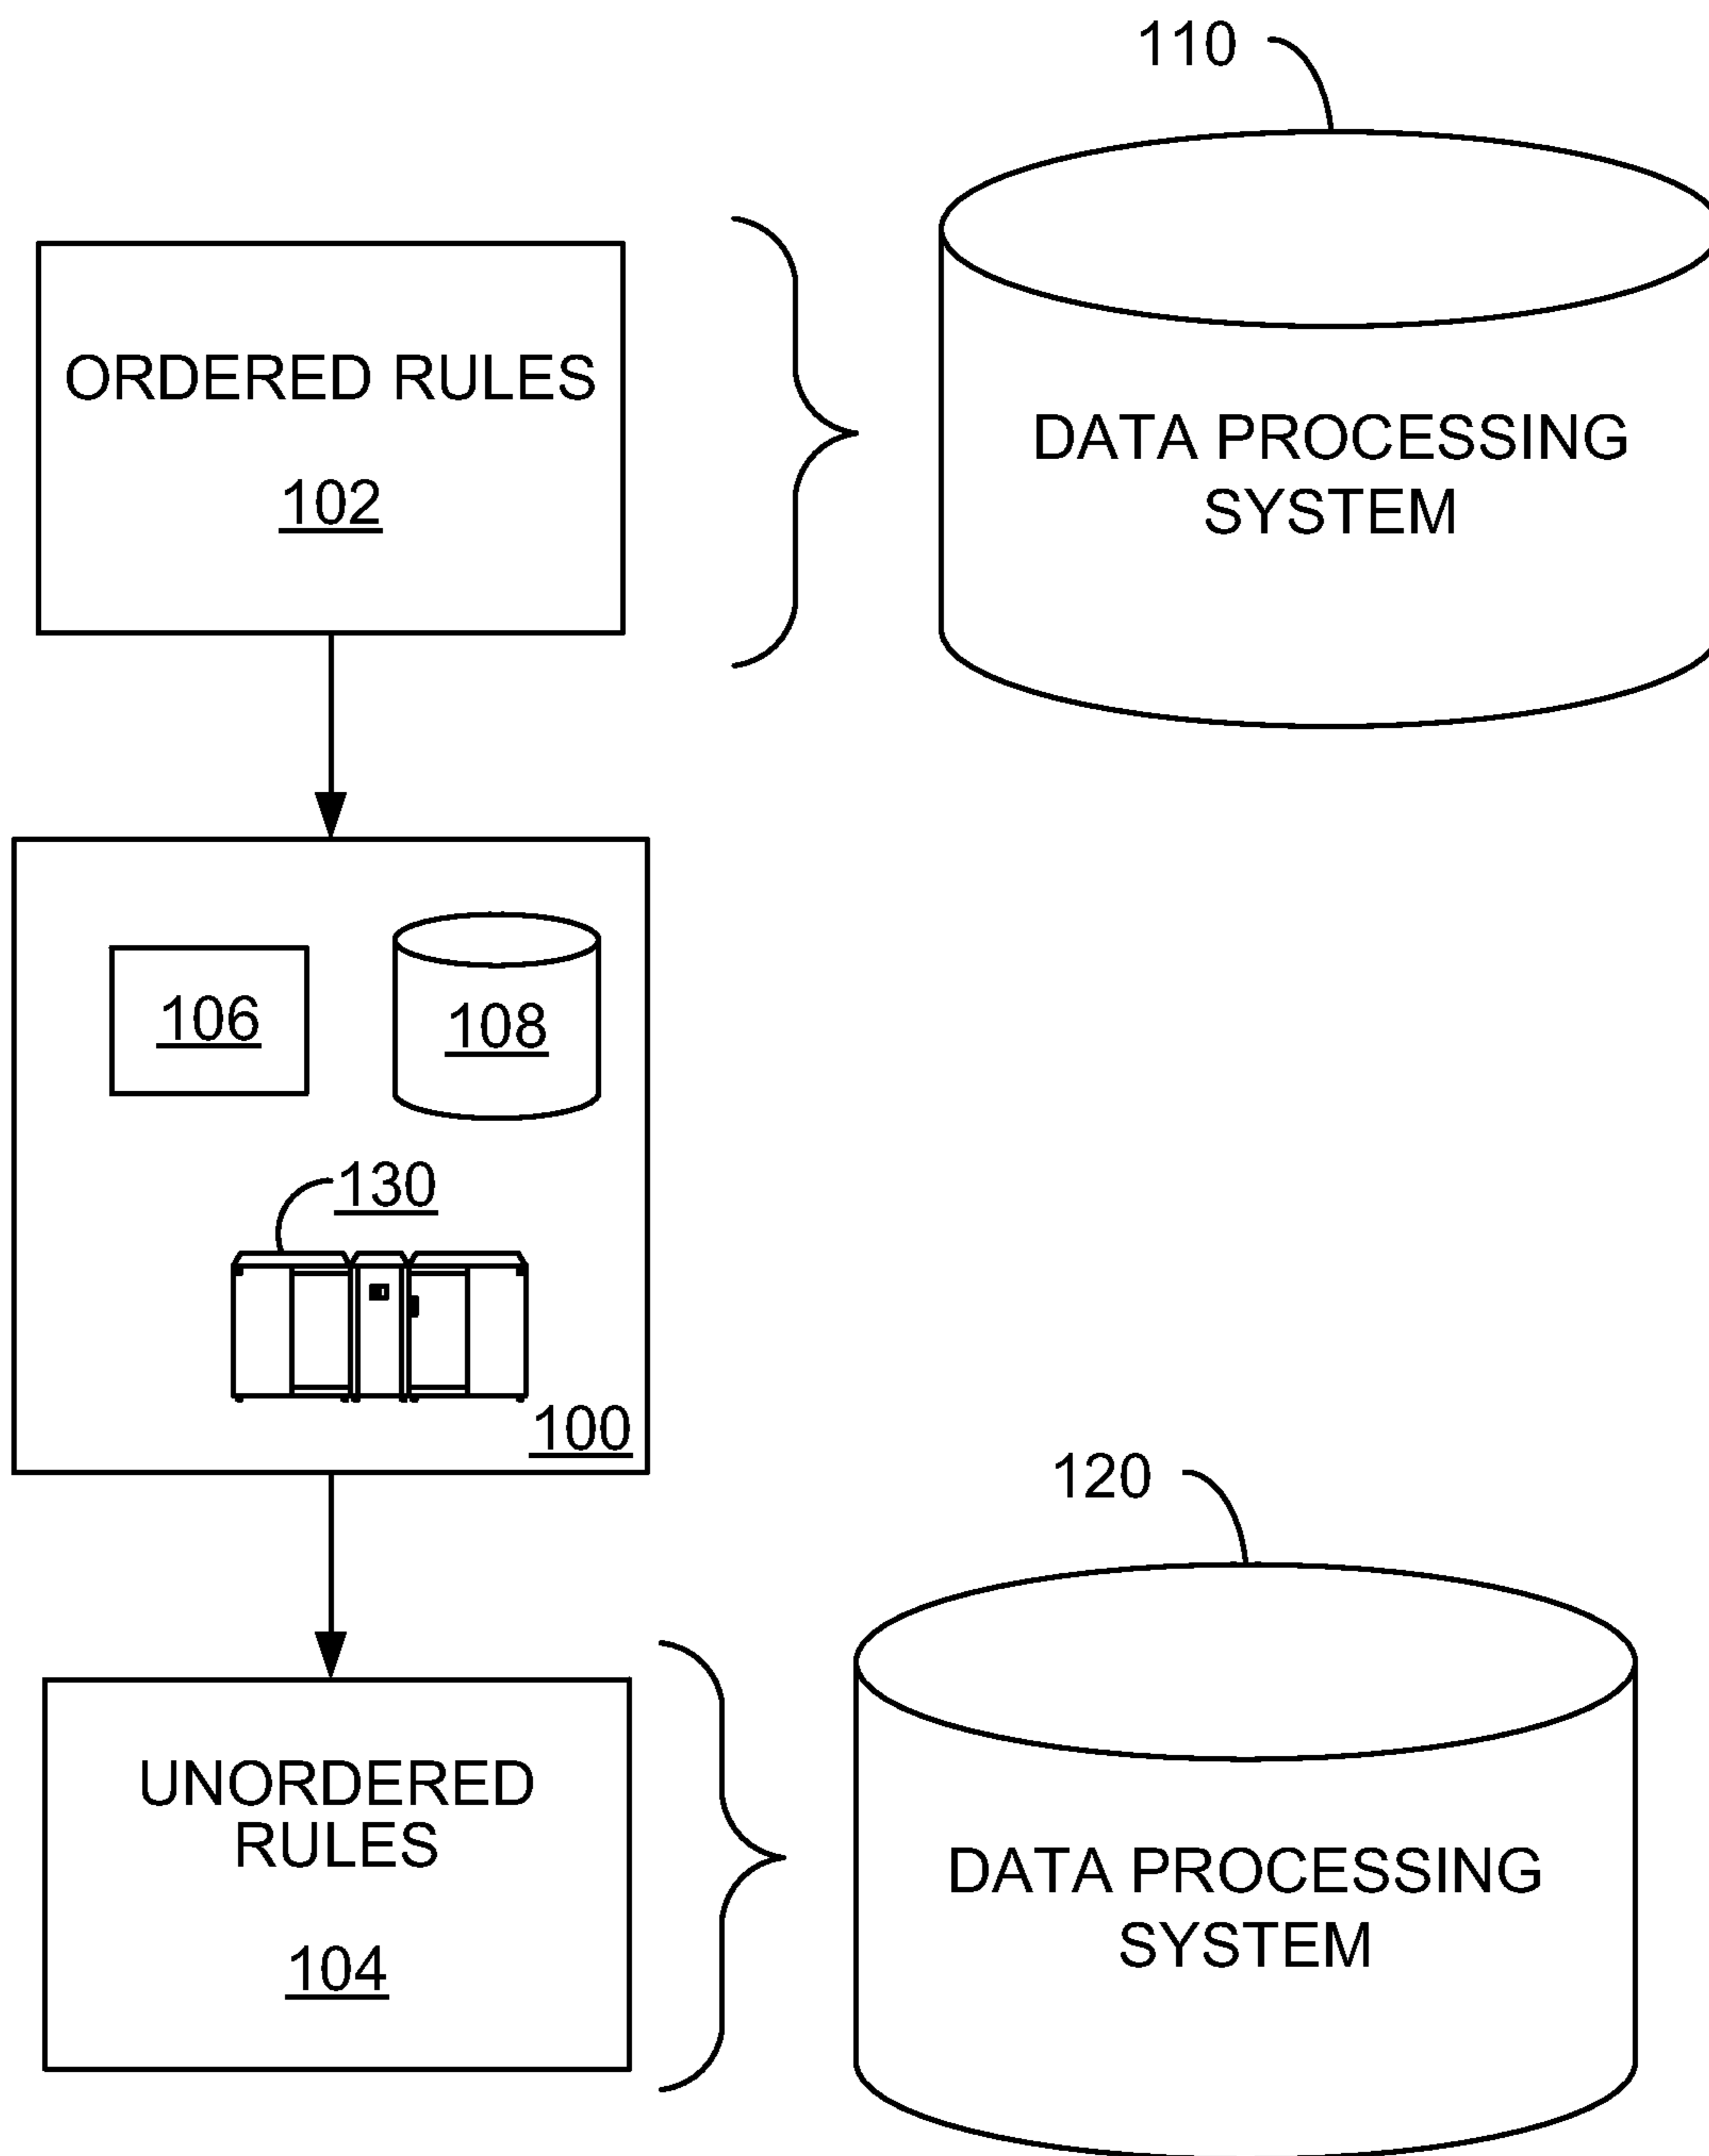 110
ORDERED RULES
102
DATA PROCESSING
SYSTEM
106
108
130
100
120
UNORDERED
RULES
104
DATA PROCESSING
SYSTEM